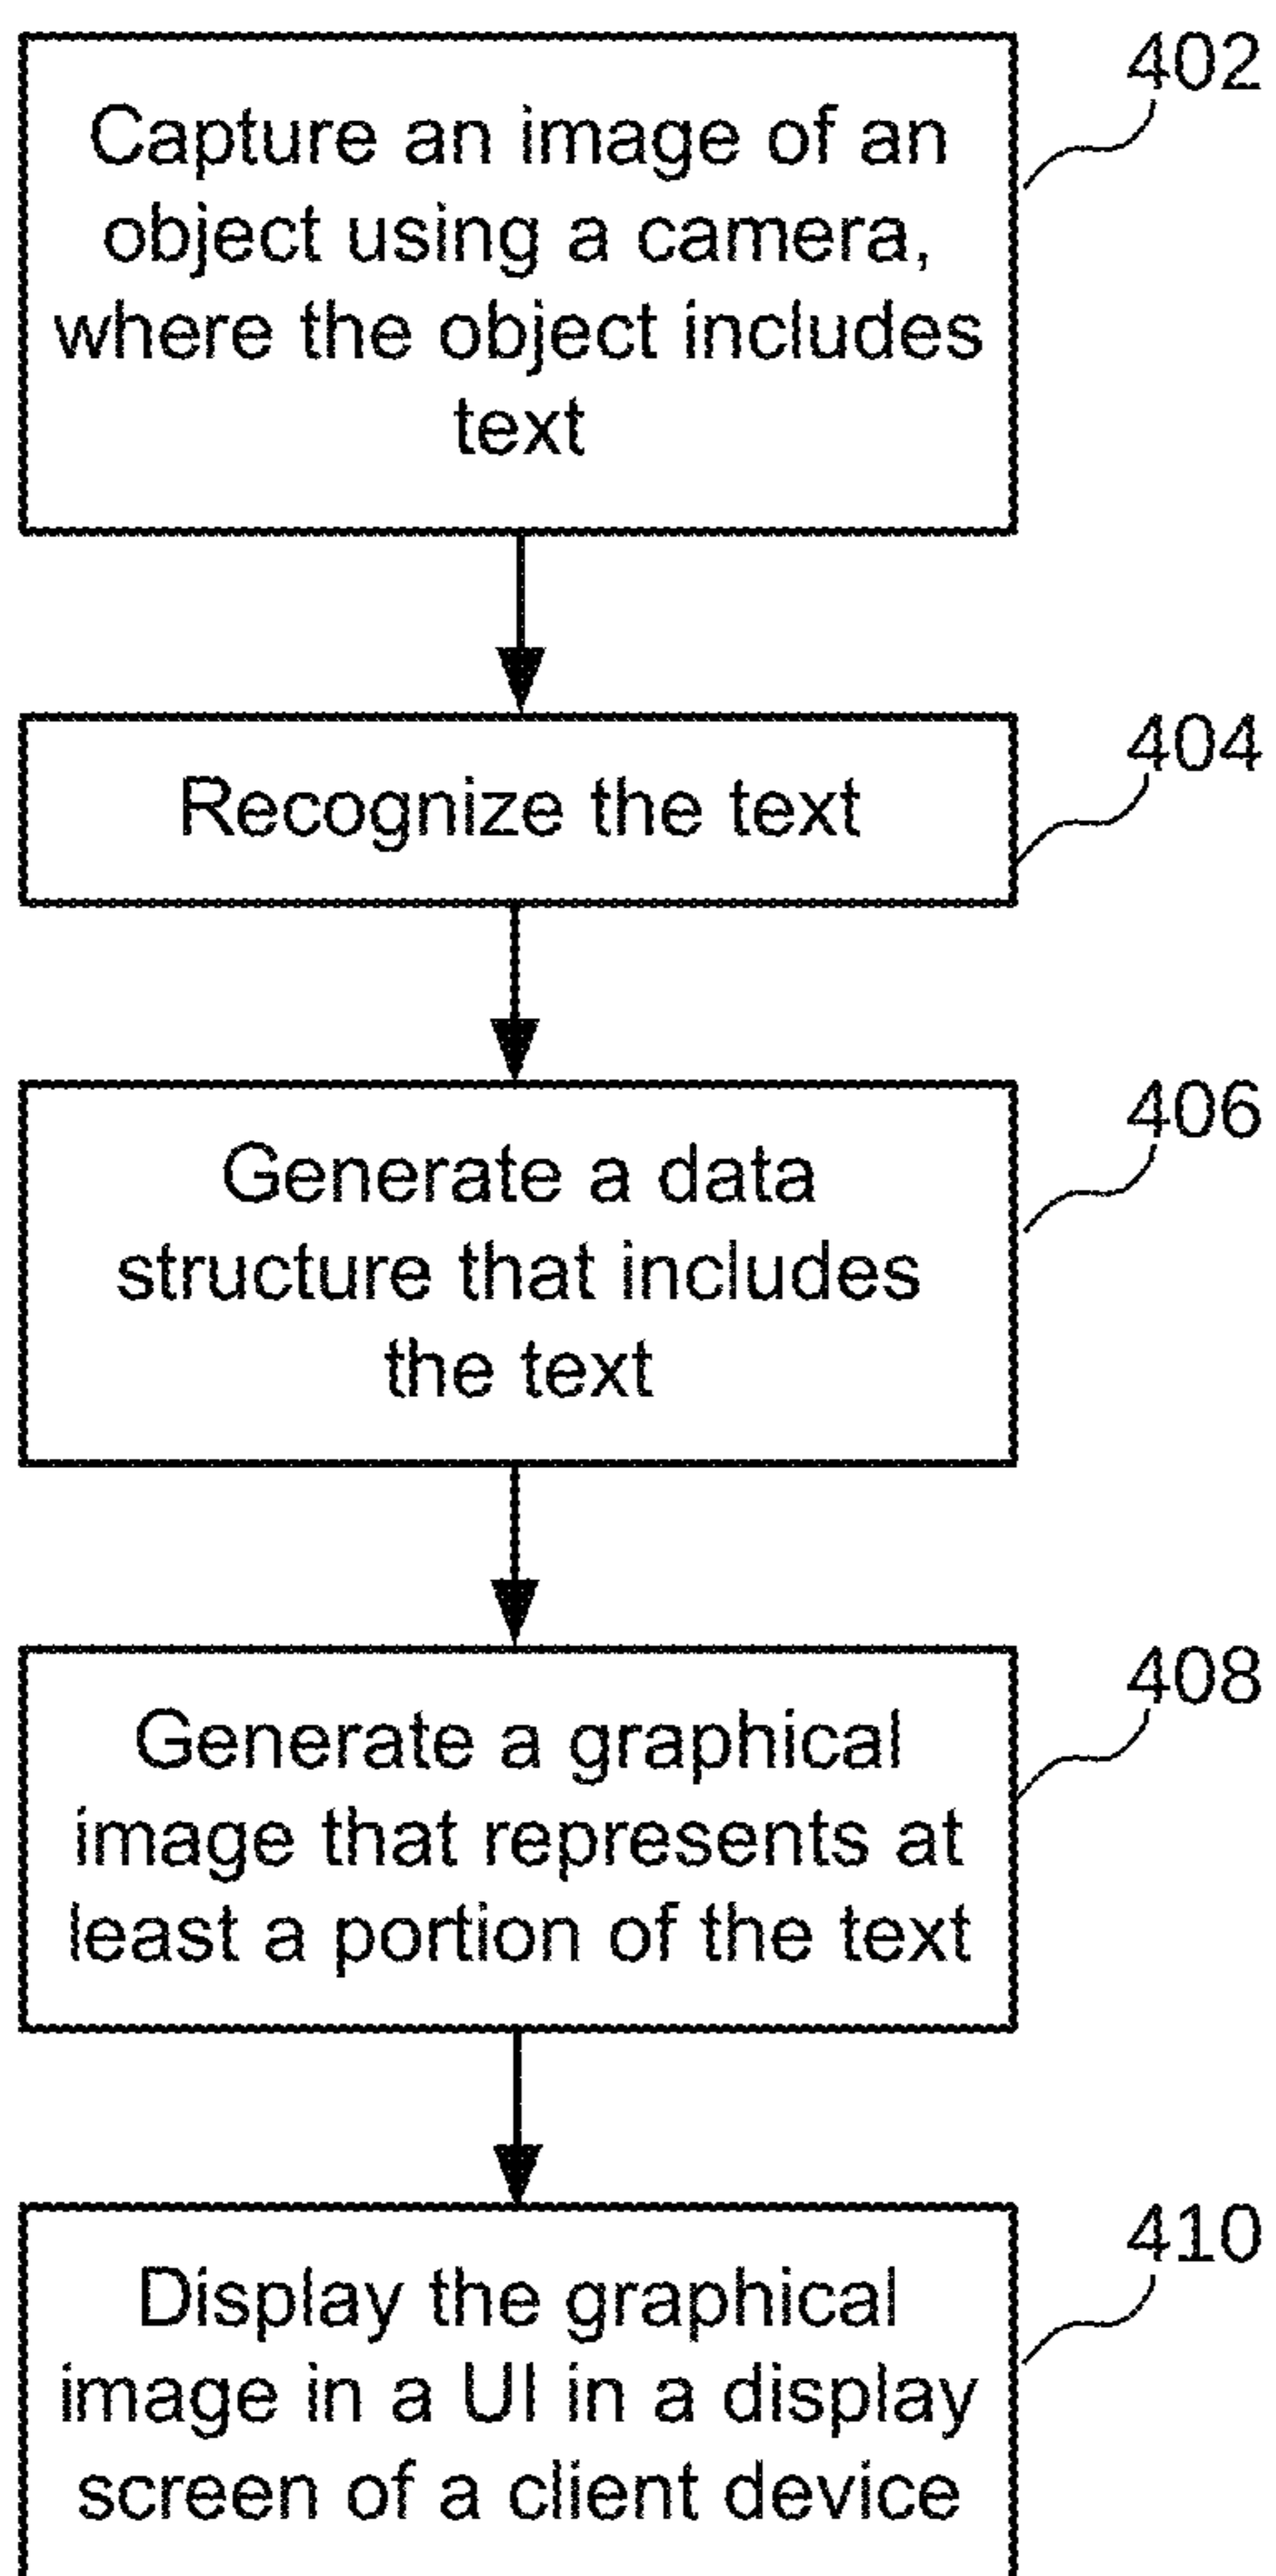 402
Capture an image of an
object using a camera,
where the object includes
text
404
Recognize the text
406
Generate a data
structure that includes
the text
408
Generate a graphical
image that represents at
least a portion of the text
410
Display the graphical
image in a UI in a display
screen of a client device